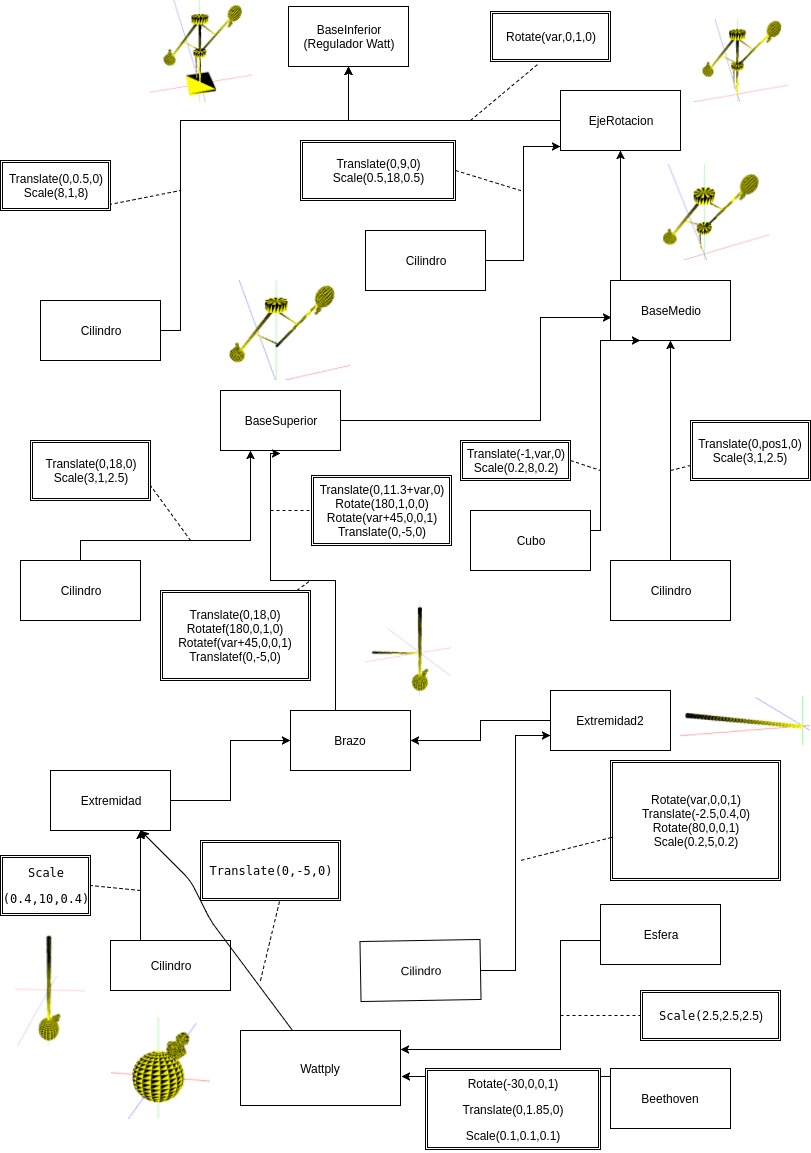 BaseInferior
(Regulador Watt)
Rotate(var,0,1,0)
EjeRotacion
Translate(0,9,0)
Scale(0.5,18,0.5)
Translate(0,0.5,0)
Scale(8,1,8)
Cilindro
Cilindro
BaseMedio
BaseSuperior
Translate(0,18,0)
Scale(3,1,2.5)
Translate(-1,var,0)
Scale(0.2,8,0.2)
Translate(0,pos1,0)
Scale(3,1,2.5)
Translate(0,11.3+var,0)
Rotate(180,1,0,0)
Rotate(var+45,0,0,1)
Translate(0,-5,0)
Cubo
Cilindro
Cilindro
Translate(0,18,0)
Rotatef(180,0,1,0)
Rotatef(var+45,0,0,1)
Translatef(0,-5,0)
Brazo
Extremidad2
Extremidad
Rotate(var,0,0,1)
Translate(-2.5,0.4,0)
Rotate(80,0,0,1)
Scale(0.2,5,0.2)
Translate(0,-5,0)
Scale
(0.4,10,0.4)
Cilindro
Cilindro
Esfera
Scale(2.5,2.5,2.5)
Wattply
Rotate(-30,0,0,1)
Translate(0,1.85,0)
Scale(0.1,0.1,0.1)
Beethoven